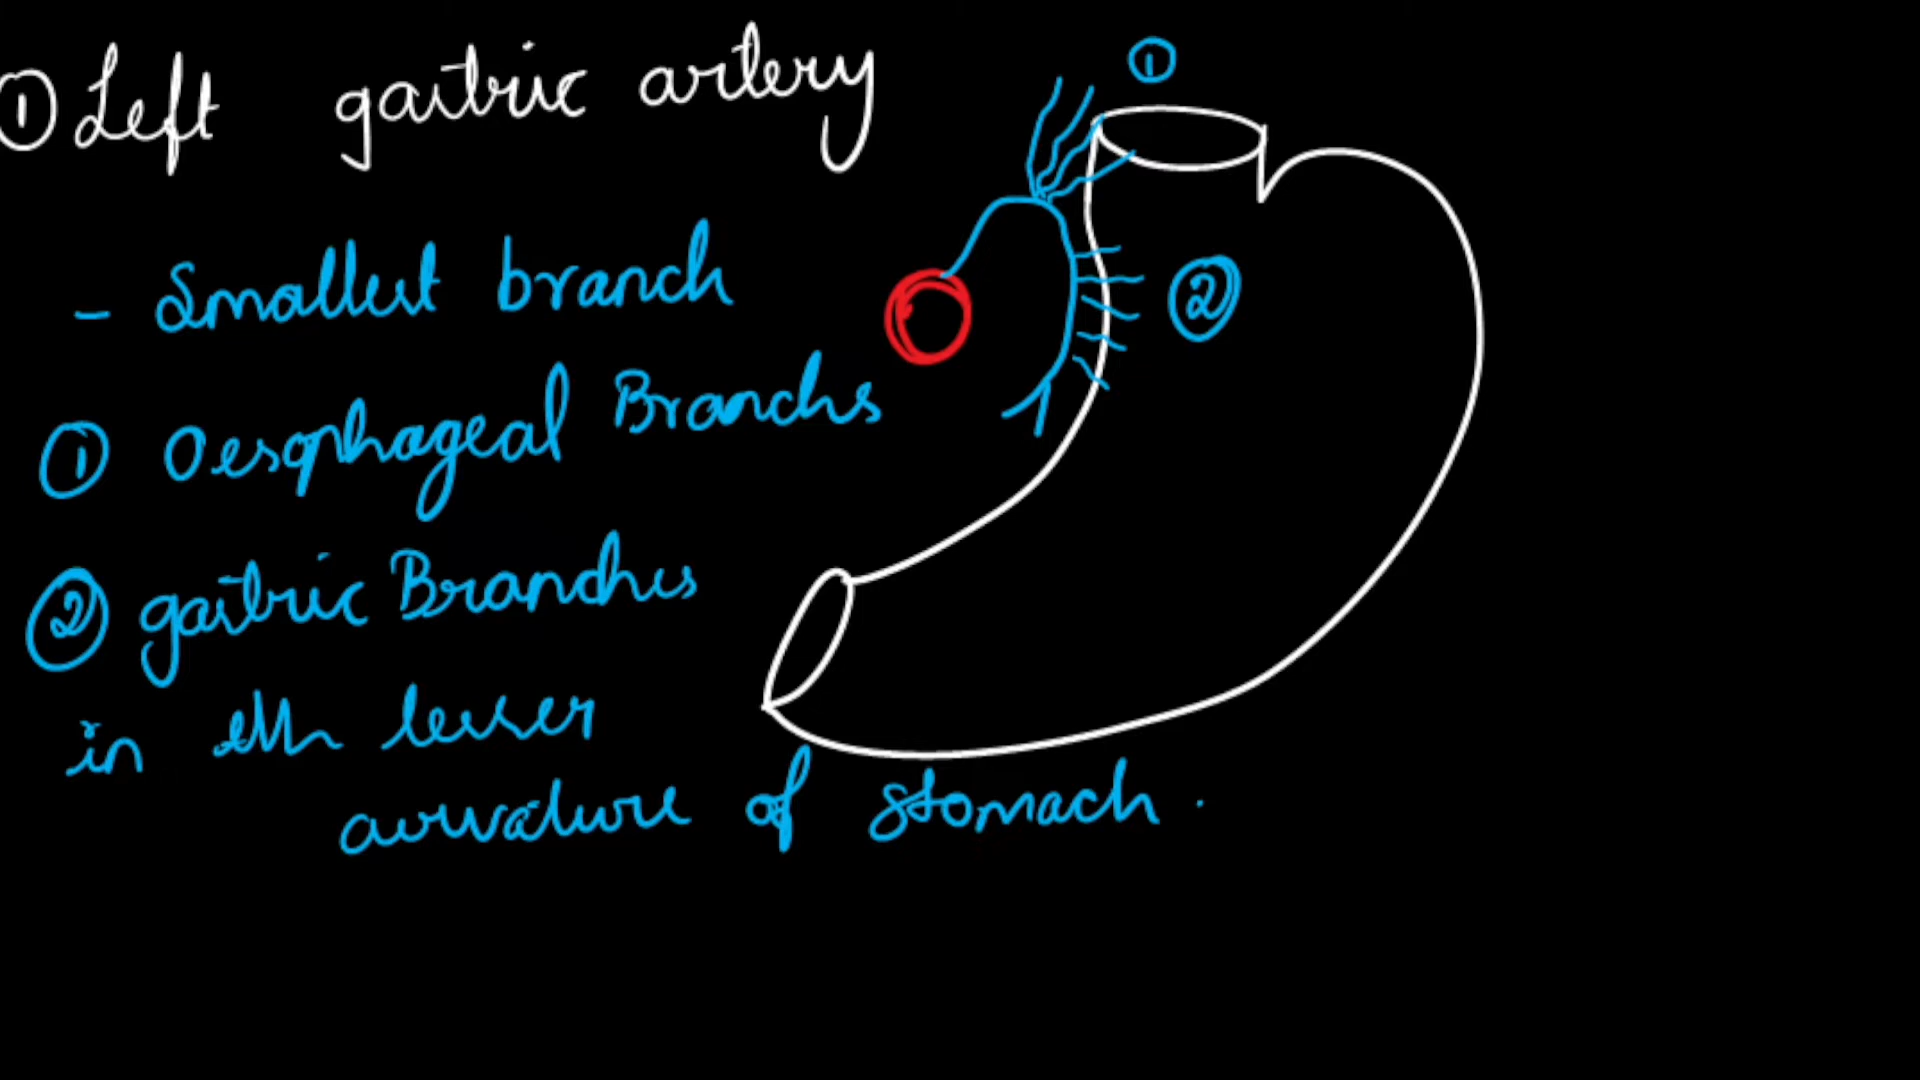 ① Left gastric artery
①
- Smallest branch
②
① Oesophageal Branchs
② gastric Branches
in the lesser
curvature of stomach.